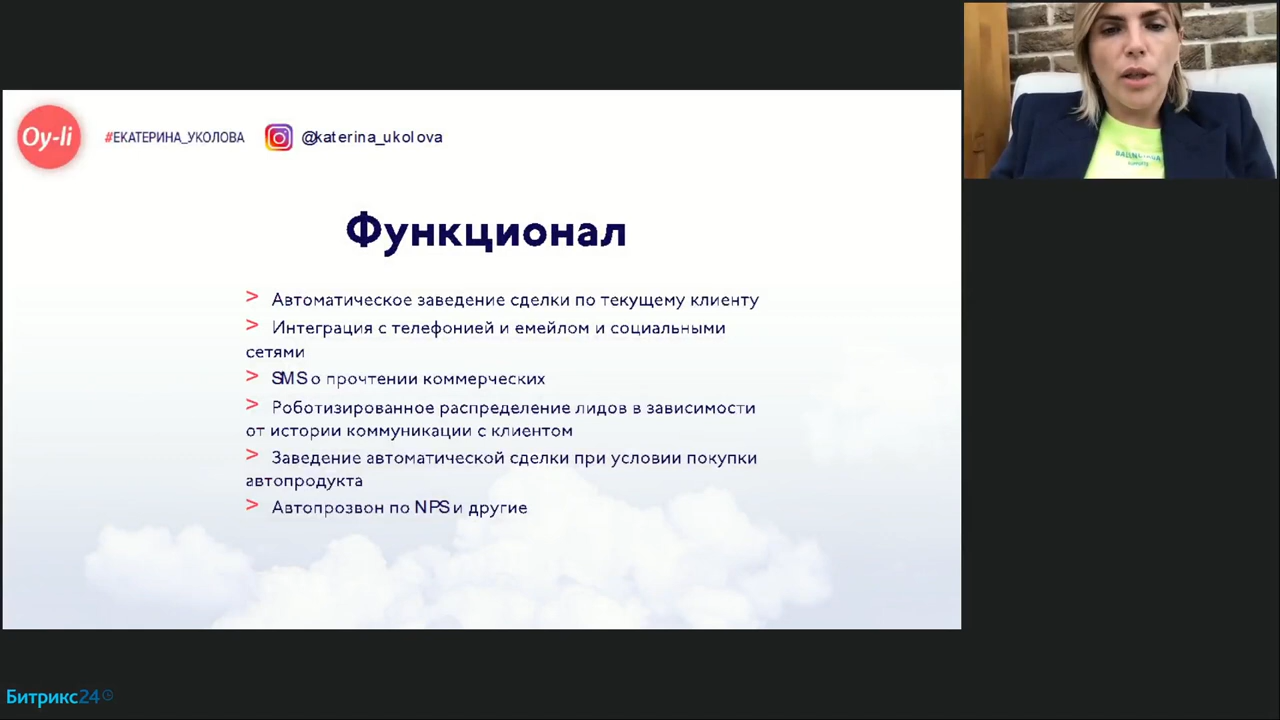 Oy-li
#ЕКАТЕРИНА_УКОЛОВА
@katerina_ukolova
Функционал
> Автоматическое заведение сделки по текущему клиенту
> Интеграция с телефонией и емейлом и социальными
сетями
> SMS о прочтении коммерческих
> Роботизированное распределение лидов в зависимости
от истории коммуникации с клиентом
> Заведение автоматической сделки при условии покупки
автопродукта
> Автопрозвон по NPS и другие
Битрикс24